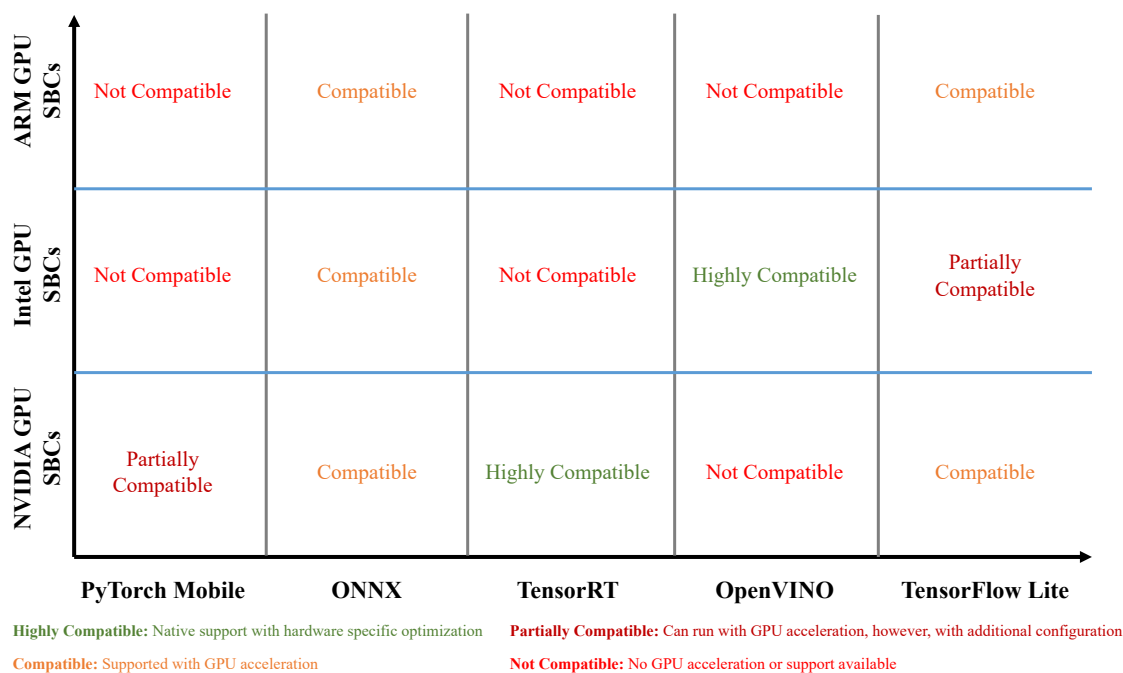 ARM GPU
SBCs
Not Compatible
Compatible
Not Compatible
Not Compatible
Compatible
Intel GPU
SBCs
Not Compatible
Compatible
Not Compatible
Highly Compatible
Partially
Compatible
NVIDIA GPU
SBCs
Partially
Compatible
Compatible
Highly Compatible
Not Compatible
Compatible
PyTorch Mobile
ONNX
TensorRT
OpenVINO
TensorFlow Lite
Highly Compatible: Native support with hardware specific optimization
Partially Compatible: Can run with GPU acceleration, however, with additional configuration
Compatible: Supported with GPU acceleration
Not Compatible: No GPU acceleration or support available